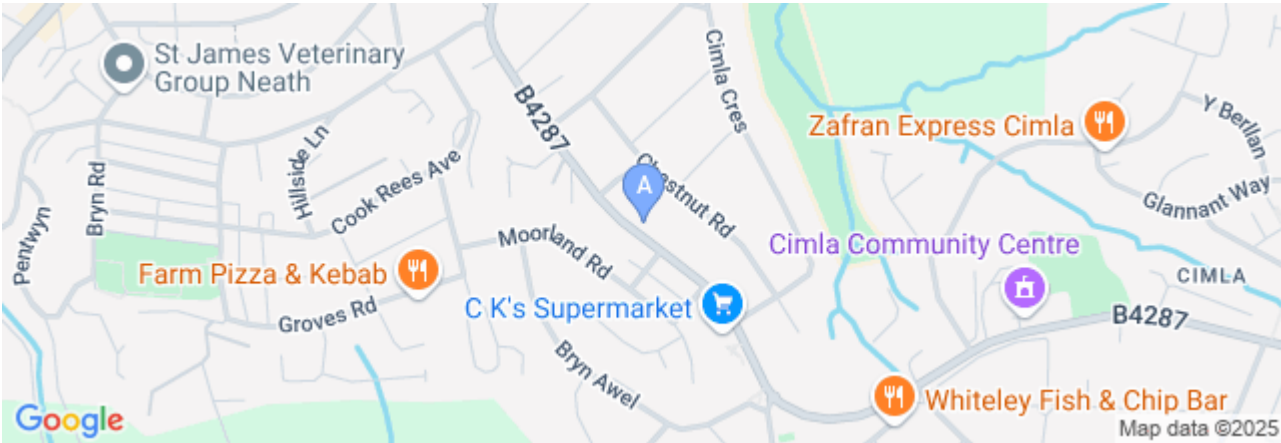 St James Veterinary
Group Neath
B4287
Cimla Cres
Zafran Express Cimla
Y Berllan
Hillside Ln
Cook Rees Ave
Chestnut Rd
A
Bryn Rd
Pentwyn
Glannant Way
Moorland Rd
Cimla Community Centre
CIMLA
Farm Pizza & Kebab
C K's Supermarket
Groves Rd
B4287
Bryn Awel
Whiteley Fish & Chip Bar
Google
Map data ©2025